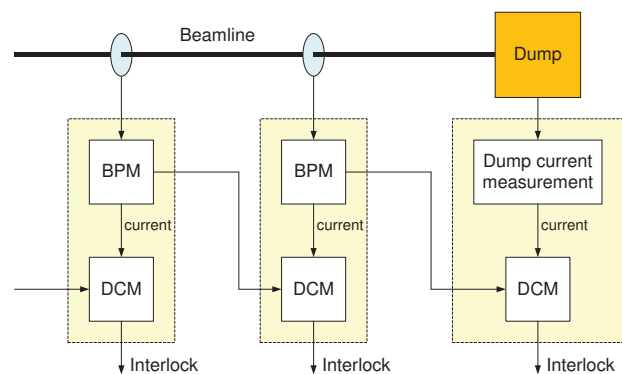 Beamline
Dump
BPM
BPM
Dump current
measurement
current
current
current
DCM
DCM
DCM
Interlock
Interlock
Interlock